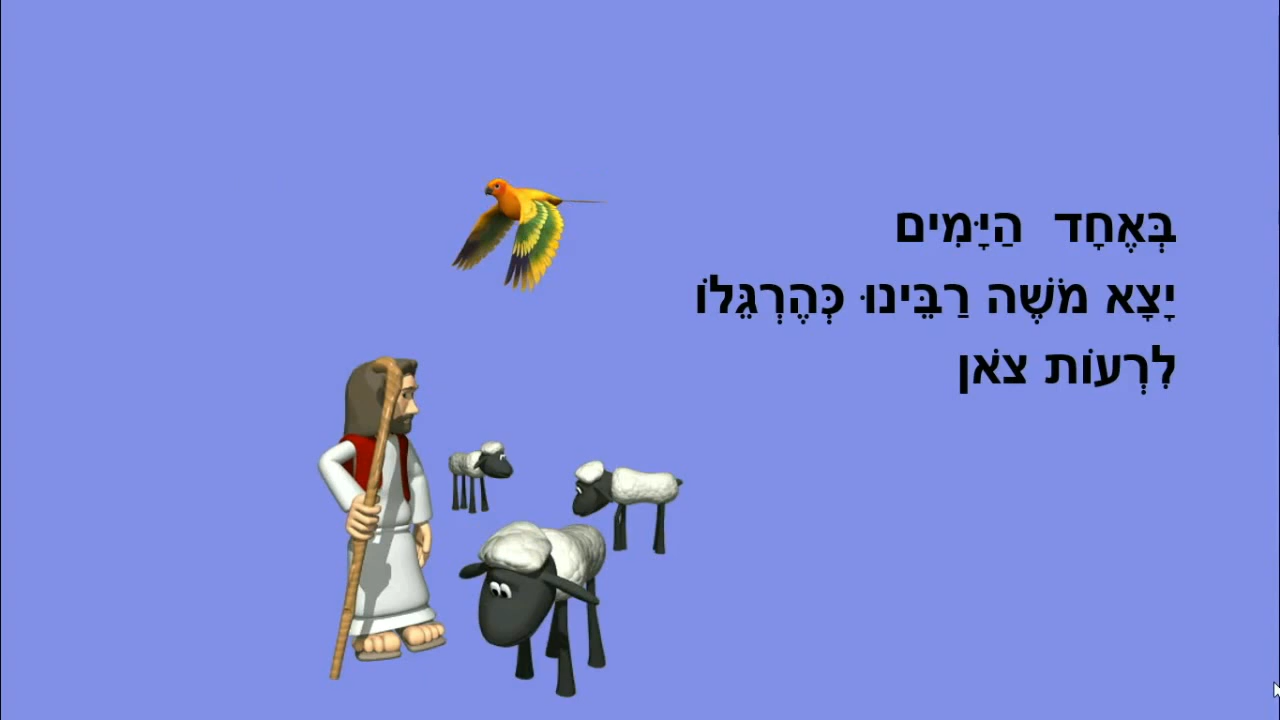 בְּאֶחָד הַיָּמִים
יָצָא מֹשֶׁה רַבֵּינוּ כְּהֶרְגֵּלוֹ
לִרְעוֹת צֹאן